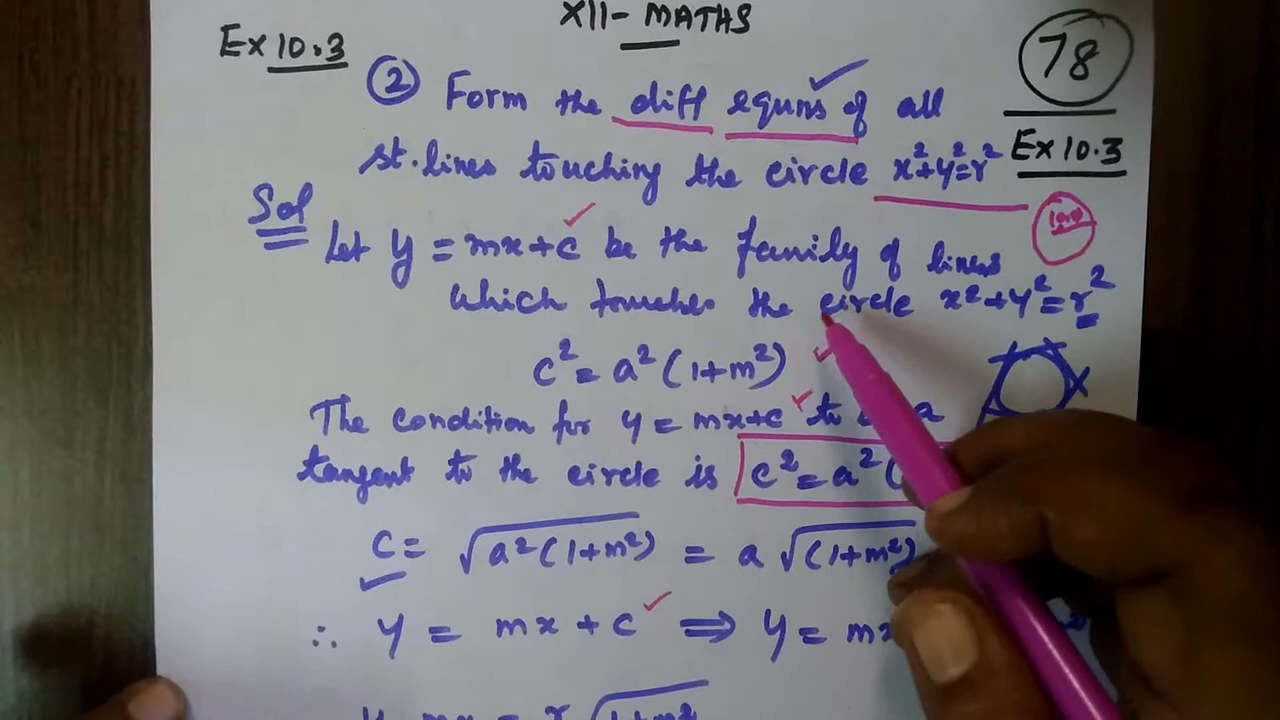 XII- MATHS
Ex 10.3
78
② Form the diff equns of all
st. lines touching the circle x²+y²=r²
Ex 10.3
Sol
Let y = mx+c be the family of lines
which touches the circle x²+y²=r²
c²= a²(1+m²)
The condition for y = mx+c to a
tangent to the circle is c²=a²(
c= √a²(1+m²) = a √(1+m²)
∴ y = mx + c ⇒ y= mx